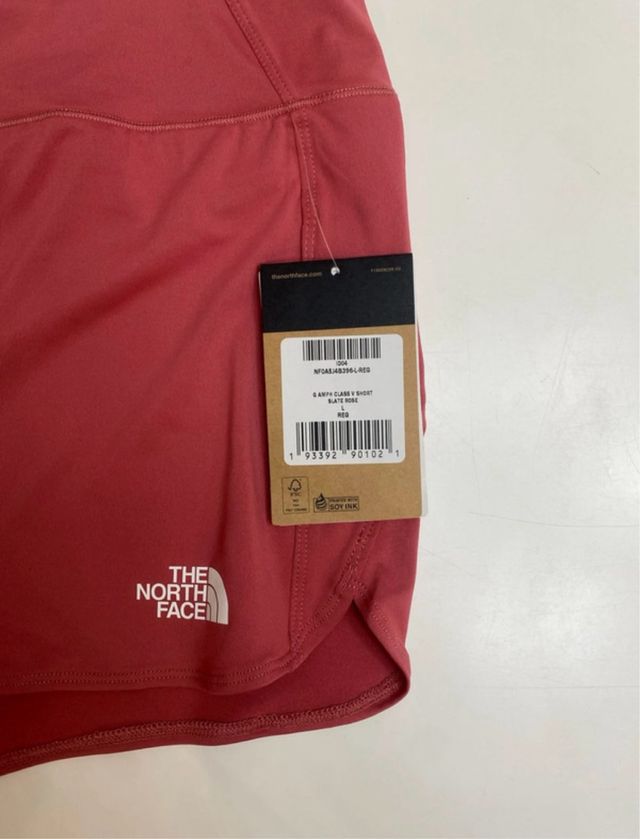 thenorthface.com
I004
NF0A5J4B396-L-REG
G AMPH CLASS V SHORT
SLATE ROSE
L
REG
1 93392 90102 1
FSC
PRINTED WITH
SOY INK
THE
NORTH
FACE